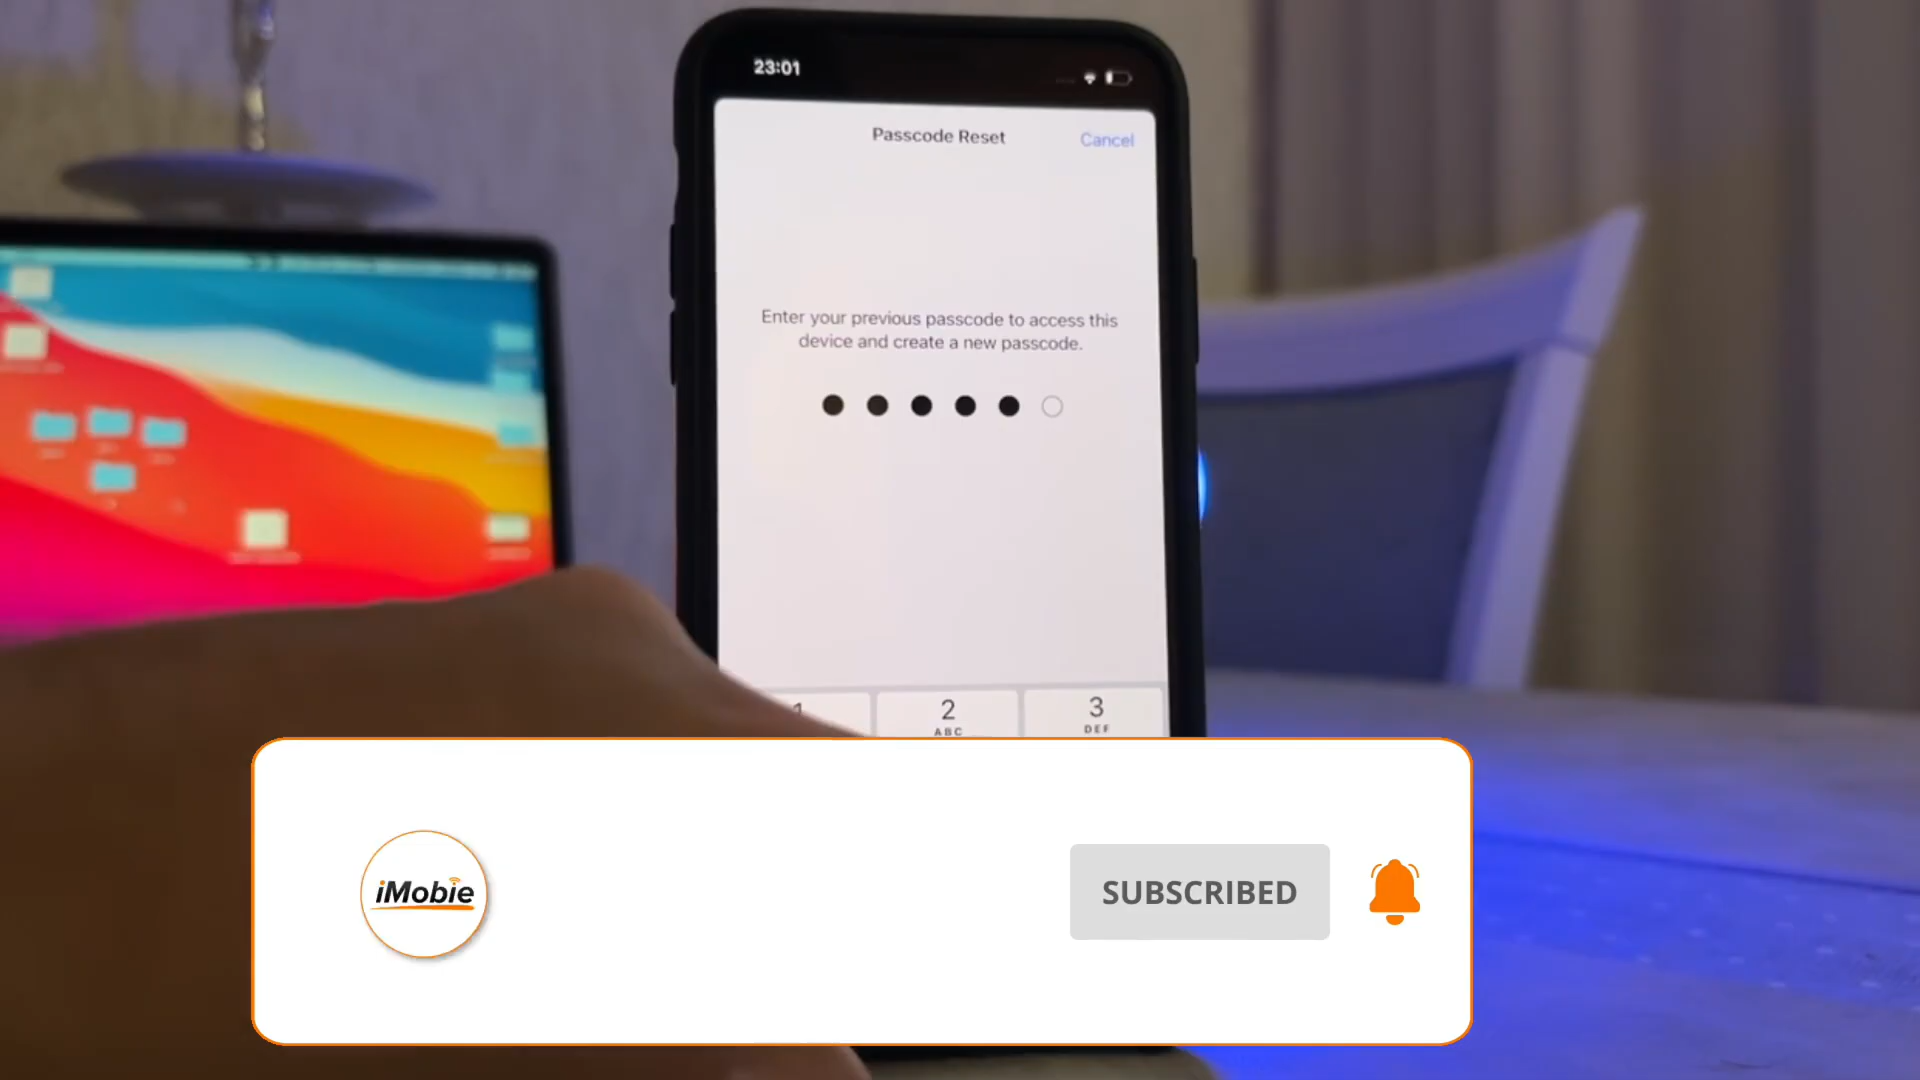 23:01
Passcode Reset
Cancel
Enter your previous passcode to access this
device and create a new passcode.
1
2
ABC
3
DEF
iMobie
SUBSCRIBED